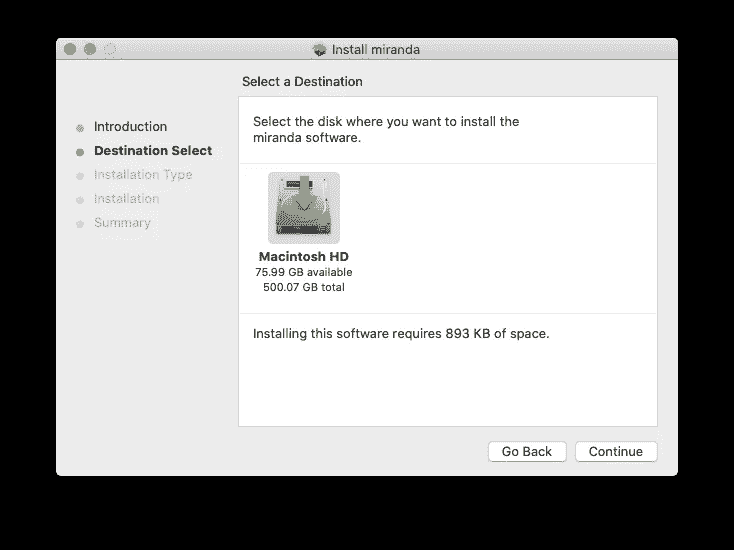 Install miranda
Select a Destination
Introduction
Destination Select
Installation Type
Installation
Summary
Select the disk where you want to install the
miranda software.
Macintosh HD
75.99 GB available
500.07 GB total
Installing this software requires 893 KB of space.
Go Back
Continue